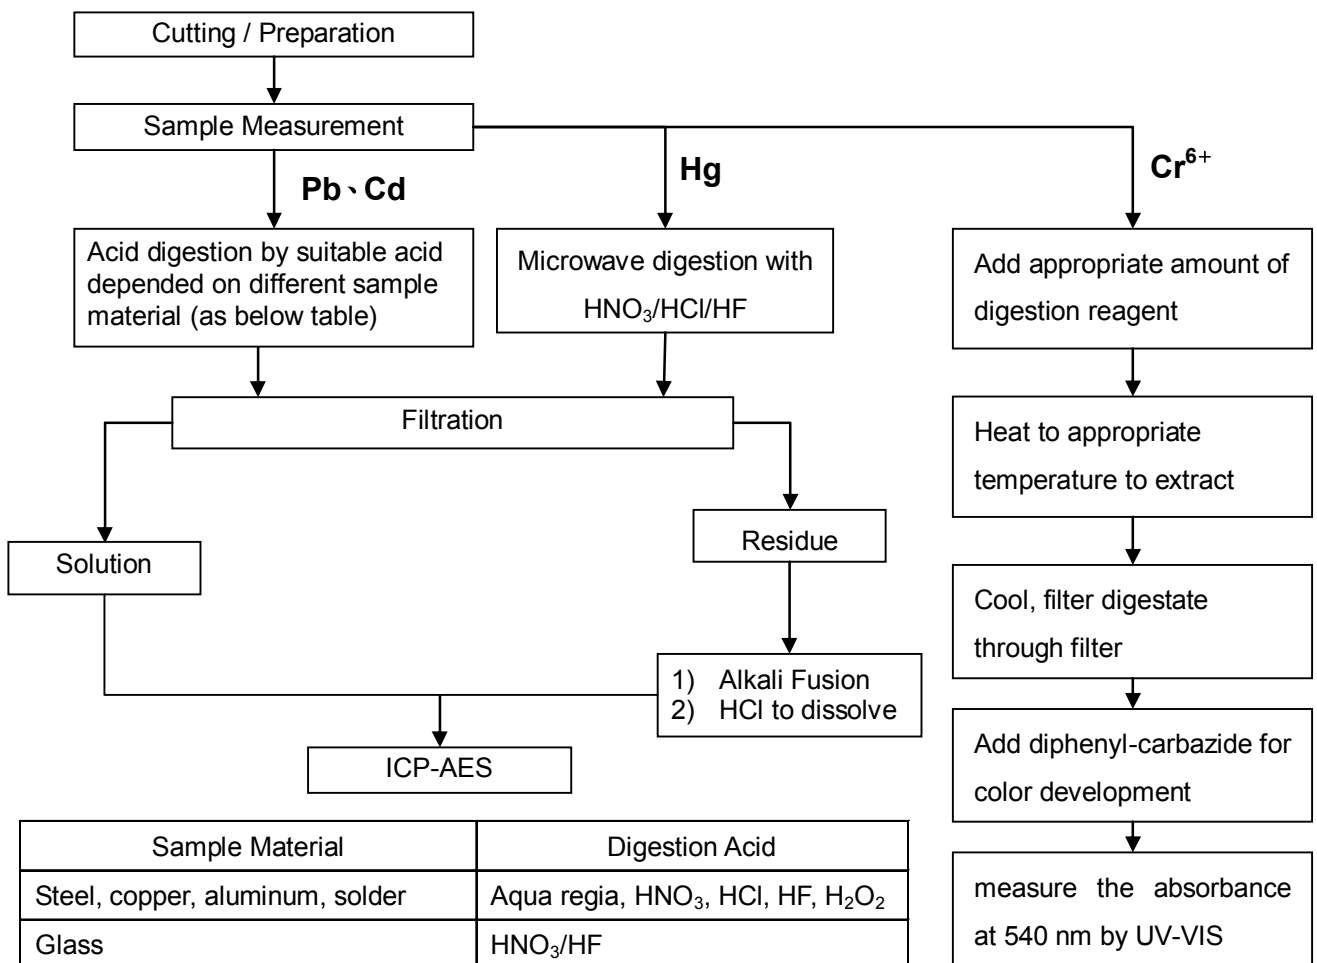 Cutting / Preparation
Sample Measurement
Pb、Cd
Hg
Cr⁶⁺
Acid digestion by suitable acid
depended on different sample
material (as below table)
Microwave digestion with
HNO₃/HCl/HF
Add appropriate amount of
digestion reagent
Filtration
Heat to appropriate
temperature to extract
Solution
Residue
Cool, filter digestate
through filter
1) Alkali Fusion
2) HCl to dissolve
ICP-AES
Add diphenyl-carbazide for
color development
measure the absorbance
at 540 nm by UV-VIS
Sample Material Digestion Acid
Steel, copper, aluminum, solder Aqua regia, HNO₃, HCl, HF, H₂O₂
Glass HNO₃/HF